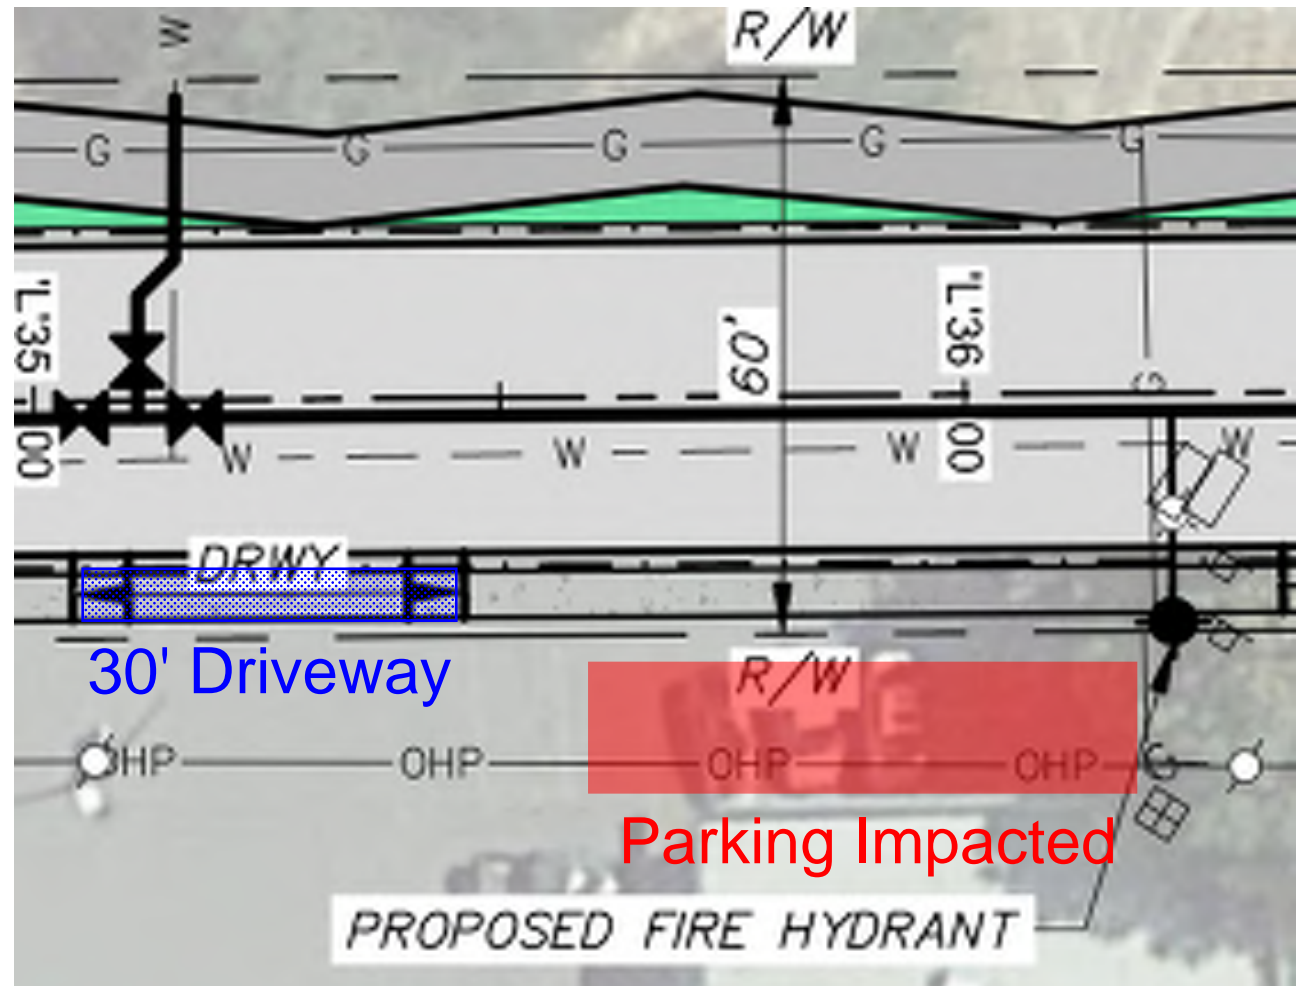 W
R/W
G G G G G
'L'35 00
60'
'L'36 00
G
W W W W
DRWY
30' Driveway
R/W
OHP OHP OHP OHP G
Parking Impacted
PROPOSED FIRE HYDRANT